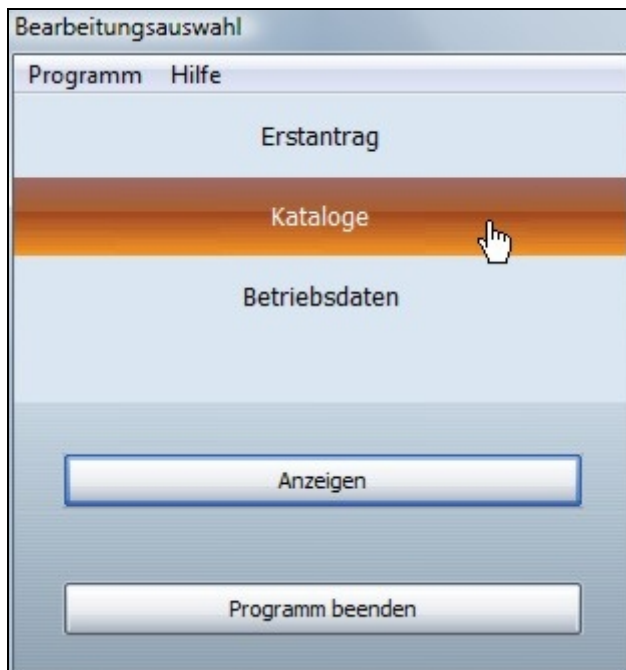 Bearbeitungsauswahl
Programm Hilfe
Erstantrag
Kataloge
Betriebsdaten
Anzeigen
Programm beenden